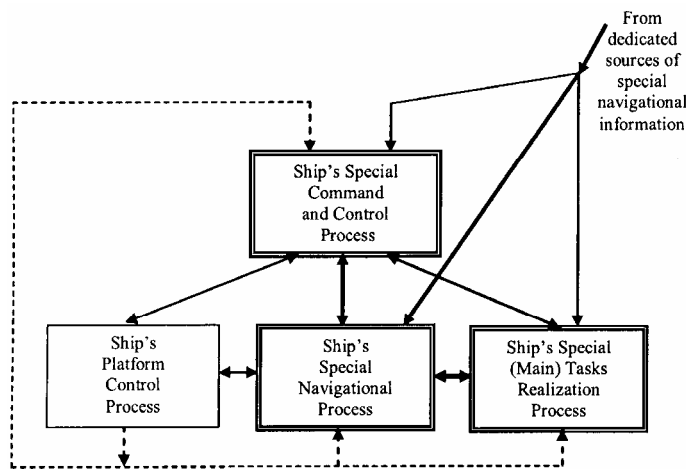 From
dedicated
sources of
special
navigational
information
Ship's Special
Command
and Control
Process
Ship's
Platform
Control
Process
Ship's
Special
Navigational
Process
Ship's Special
(Main) Tasks
Realization
Process